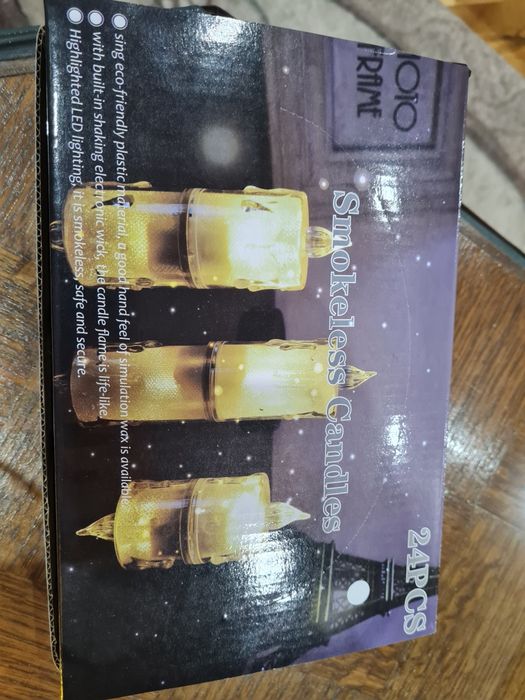 PHOTO
FRAME
24PCS
Smokeless Candles
sing eco-friendly plastic material, a good hand feel of simulation wax is available
with built-in shaking electronic wick, the candle flame is life-like.
Highlighted LED lighting, it is smokeless, safe and secure.